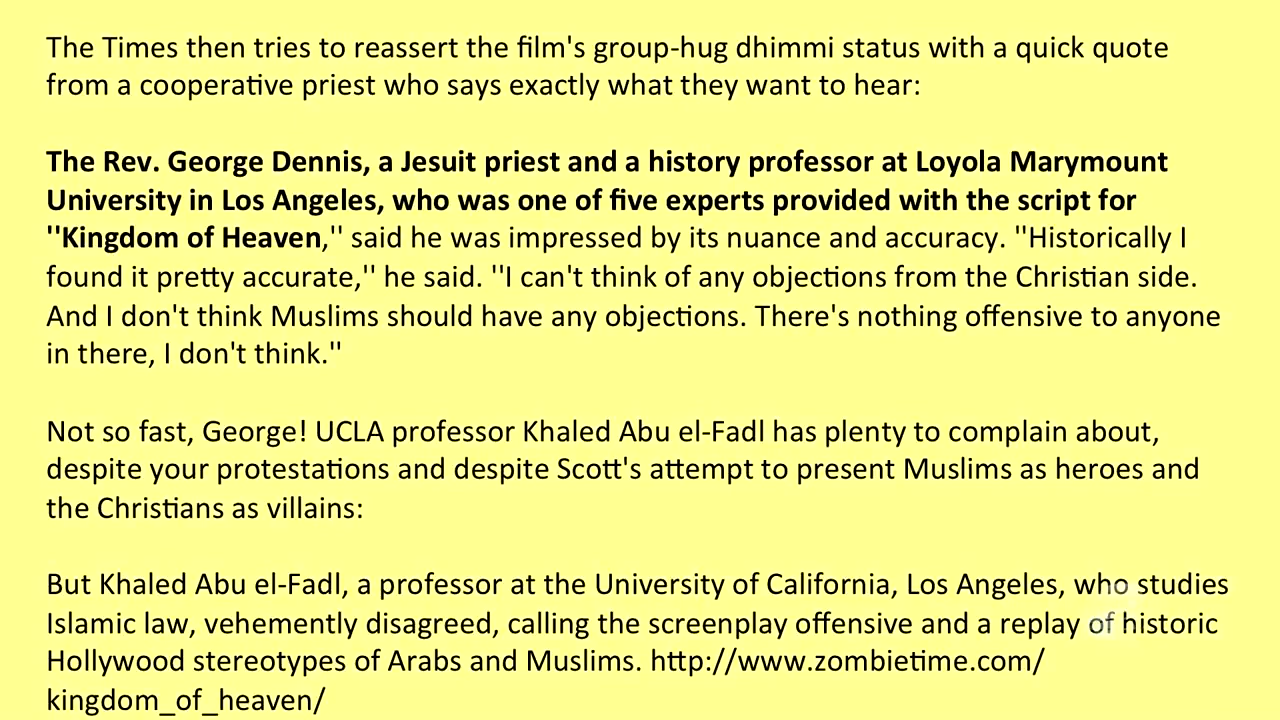 The Times then tries to reassert the film's group-hug dhimmi status with a quick quote
from a cooperative priest who says exactly what they want to hear:
The Rev. George Dennis, a Jesuit priest and a history professor at Loyola Marymount
University in Los Angeles, who was one of five experts provided with the script for
''Kingdom of Heaven,'' said he was impressed by its nuance and accuracy. ''Historically I
found it pretty accurate,'' he said. ''I can't think of any objections from the Christian side.
And I don't think Muslims should have any objections. There's nothing offensive to anyone
in there, I don't think.''
Not so fast, George! UCLA professor Khaled Abu el-Fadl has plenty to complain about,
despite your protestations and despite Scott's attempt to present Muslims as heroes and
the Christians as villains:
But Khaled Abu el-Fadl, a professor at the University of California, Los Angeles, who studies
Islamic law, vehemently disagreed, calling the screenplay offensive and a replay of historic
Hollywood stereotypes of Arabs and Muslims. http://www.zombietime.com/
kingdom_of_heaven/